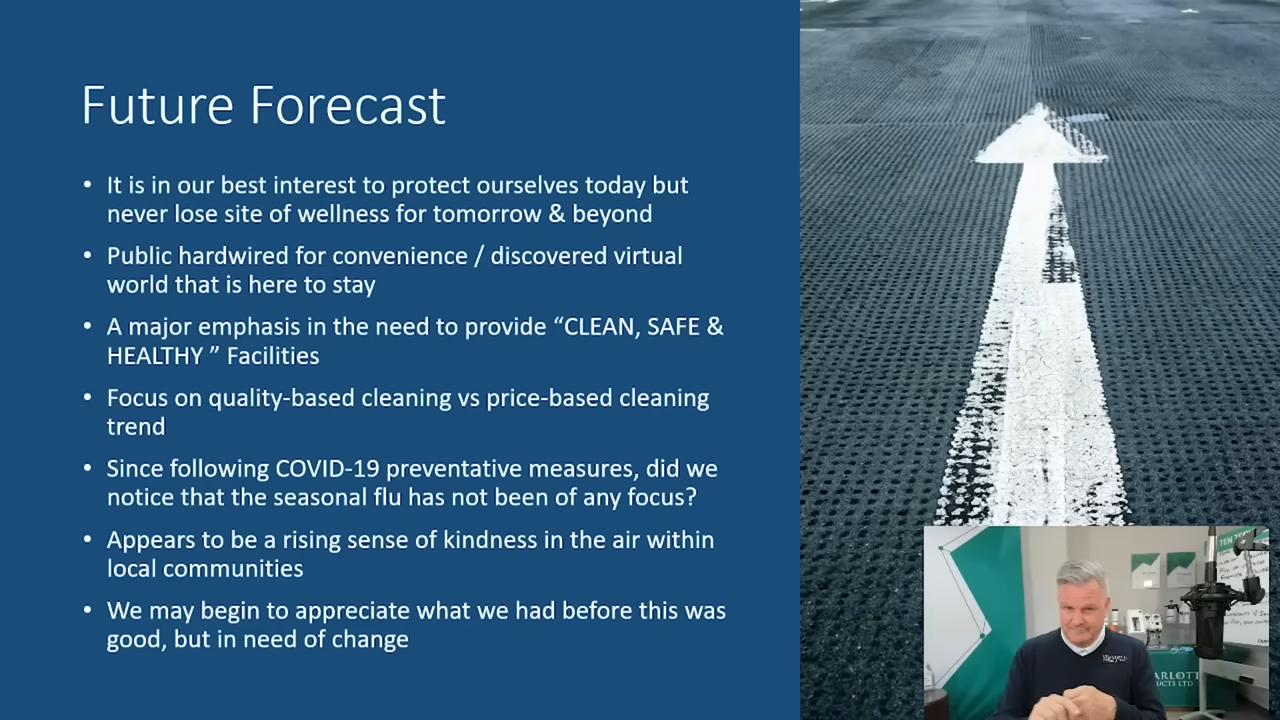 Future Forecast
• It is in our best interest to protect ourselves today but
never lose site of wellness for tomorrow & beyond
• Public hardwired for convenience / discovered virtual
world that is here to stay
• A major emphasis in the need to provide “CLEAN, SAFE &
HEALTHY ” Facilities
• Focus on quality-based cleaning vs price-based cleaning
trend
• Since following COVID-19 preventative measures, did we
notice that the seasonal flu has not been of any focus?
• Appears to be a rising sense of kindness in the air within
local communities
• We may begin to appreciate what we had before this was
good, but in need of change